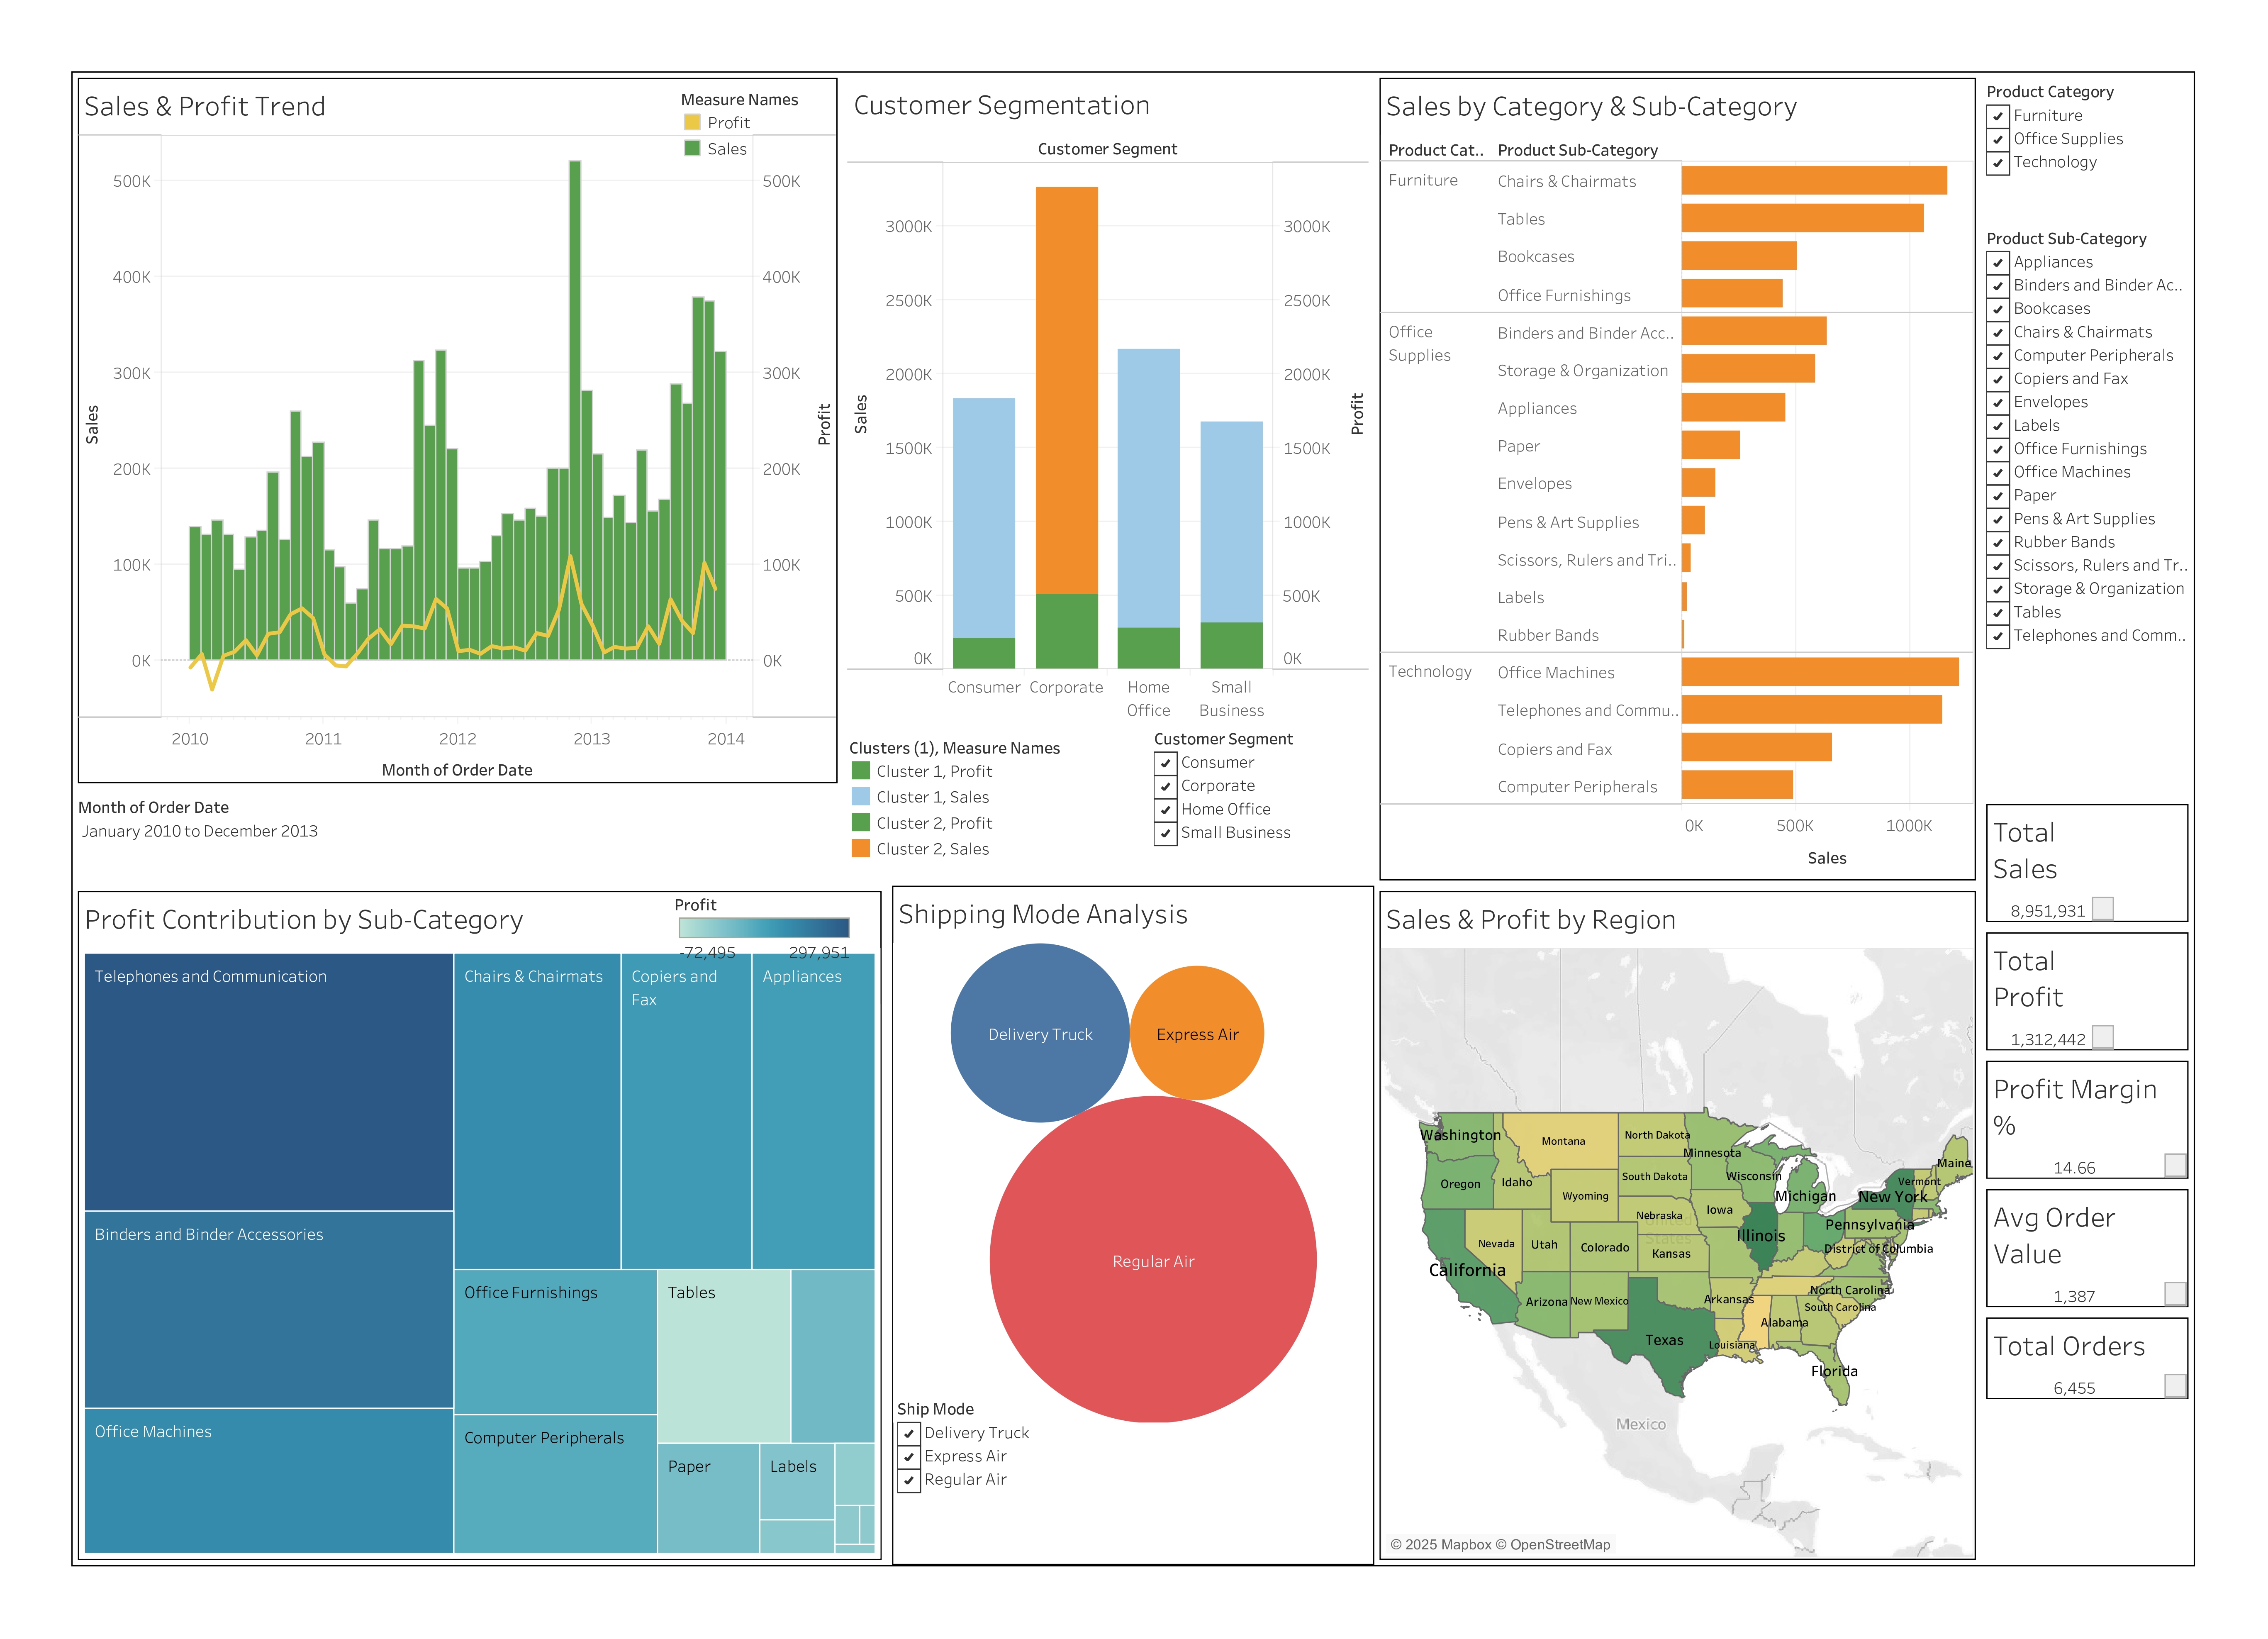 Sales & Profit Trend
Measure Names
Profit
Sales
500K
400K
300K
200K
100K
0K
Sales
500K
400K
300K
200K
100K
0K
Profit
2010
2011
2012
2013
2014
Month of Order Date
Month of Order Date
January 2010 to December 2013
Customer Segmentation
Customer Segment
3000K
2500K
2000K
1500K
1000K
500K
0K
Sales
3000K
2500K
2000K
1500K
1000K
500K
0K
Profit
Consumer
Corporate
Home
Office
Small
Business
Clusters (1), Measure Names
Cluster 1, Profit
Cluster 1, Sales
Cluster 2, Profit
Cluster 2, Sales
Customer Segment
Consumer
Corporate
Home Office
Small Business
Sales by Category & Sub-Category
Product Cat.. Product Sub-Category
Furniture
Chairs & Chairmats
Tables
Bookcases
Office Furnishings
Office
Supplies
Binders and Binder Acc..
Storage & Organization
Appliances
Paper
Envelopes
Pens & Art Supplies
Scissors, Rulers and Tri..
Labels
Rubber Bands
Technology
Office Machines
Telephones and Commu..
Copiers and Fax
Computer Peripherals
0K
500K
1000K
Sales
Product Category
Furniture
Office Supplies
Technology
Product Sub-Category
Appliances
Binders and Binder Ac..
Bookcases
Chairs & Chairmats
Computer Peripherals
Copiers and Fax
Envelopes
Labels
Office Furnishings
Office Machines
Paper
Pens & Art Supplies
Rubber Bands
Scissors, Rulers and Tr..
Storage & Organization
Tables
Telephones and Comm..
Total
Sales
8,951,931
Total
Profit
1,312,442
Profit Margin
%
14.66
Avg Order
Value
1,387
Total Orders
6,455
Profit Contribution by Sub-Category
Profit
-72,495
297,951
Telephones and Communication
Binders and Binder Accessories
Office Machines
Chairs & Chairmats
Copiers and
Fax
Appliances
Office Furnishings
Computer Peripherals
Tables
Paper
Labels
Shipping Mode Analysis
Delivery Truck
Express Air
Regular Air
Ship Mode
Delivery Truck
Express Air
Regular Air
Sales & Profit by Region
Washington
Montana
North Dakota
Minnesota
Maine
Oregon
Idaho
South Dakota
Wisconsin
Vermont
Wyoming
Michigan
New York
Nebraska
Iowa
Pennsylvania
United
States
Nevada
Utah
Colorado
Kansas
Illinois
District of Columbia
California
Arizona
New Mexico
Arkansas
North Carolina
South Carolina
Alabama
Texas
Louisiana
Florida
Mexico
© 2025 Mapbox © OpenStreetMap